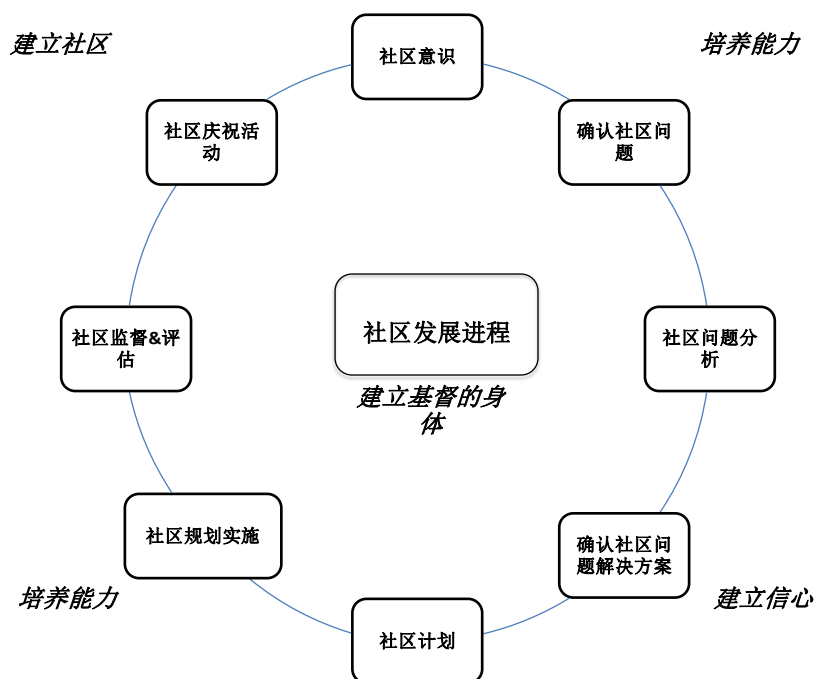 建立社区
社区意识
培养能力
社区庆祝活
动
确认社区问
题
社区发展进程
建立基督的身
体
社区监督&评
估
社区问题分
析
社区规划实施
确认社区问
题解决方案
培养能力
社区计划
建立信心